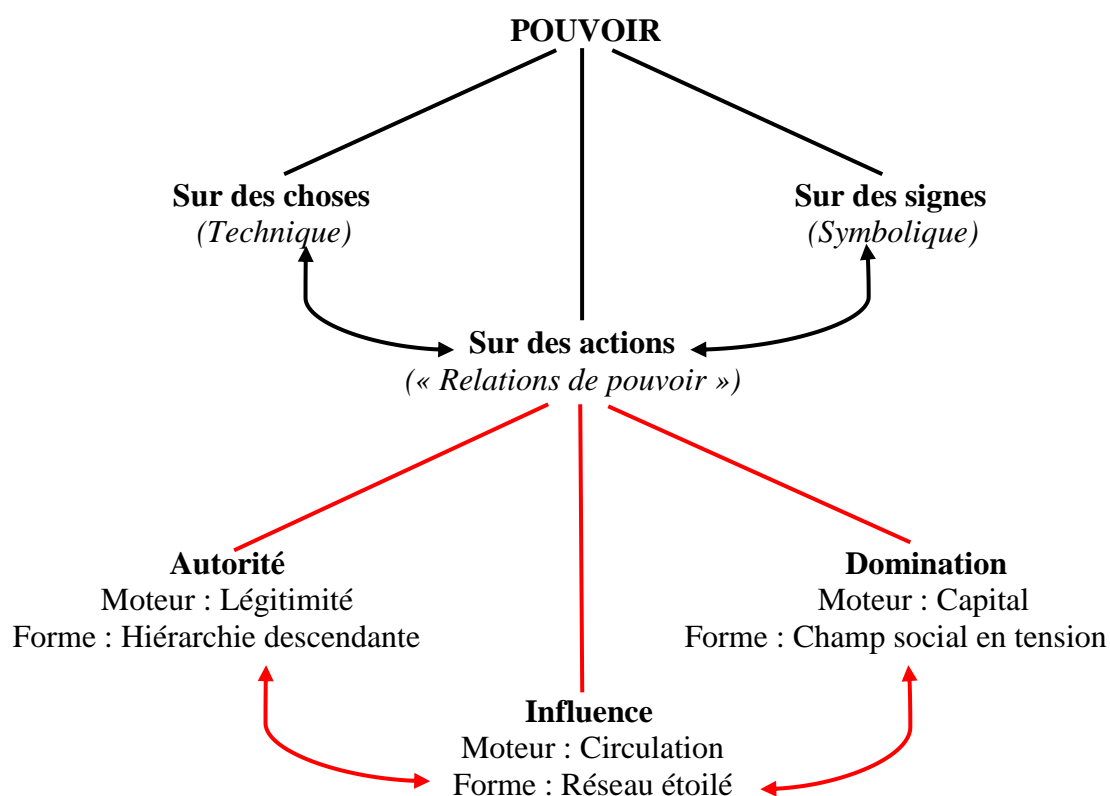 POUVOIR
Sur des choses
(Technique)
Sur des signes
(Symbolique)
Sur des actions
(« Relations de pouvoir »)
Autorité
Moteur : Légitimité
Forme : Hiérarchie descendante
Domination
Moteur : Capital
Forme : Champ social en tension
Influence
Moteur : Circulation
Forme : Réseau étoilé